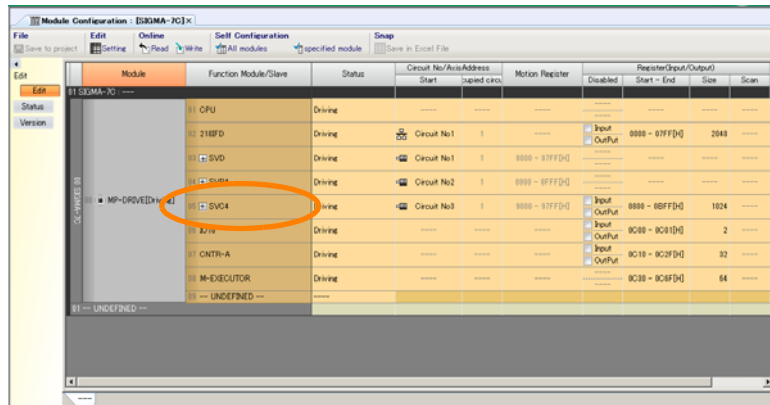 Module Configuration : [SIGMA-7C] ×
File Edit Online Self Configuration Snap
Save to project Setting Read Write All modules specified module Save in Excel File
Edit
Edit
Status
Version
Module Function Module/Slave Status Circuit No/AxisAddress Motion Register Register(Input/Output)
Start cupied circu Disabled Start - End Size Scan
01 SIGMA-7C : ----
00 SIGMA-7C
MP-DRIVE[Driving]
01 CPU Driving ---- ---- ---- ---- ---- ---- ---- ----
02 218IFD Driving Circuit No1 1 ---- Input OutPut 0000 - 07FF[H] 2048 ----
03 SVD Driving Circuit No1 1 8000 - 87FF[H] ---- ---- ---- ---- ----
04 Driving Circuit No2 1 ---- ---- ---- ---- ----
05 SVC4 Driving Circuit No3 1 9000 - 97FF[H] Input OutPut 0800 - 0BFF[H] 1024 ----
06 Driving ---- ---- ---- Input OutPut 0C00 - 0C01[H] 2 ----
07 CNTR-A Driving ---- ---- ---- Input OutPut 0C10 - 0C2F[H] 32 ----
08 M-EXECUTOR Driving ---- ---- ---- ---- ---- 0C30 - 0C6F[H] 64 ----
09 -- UNDEFINED -- ----
01 -- UNDEFINED --
----